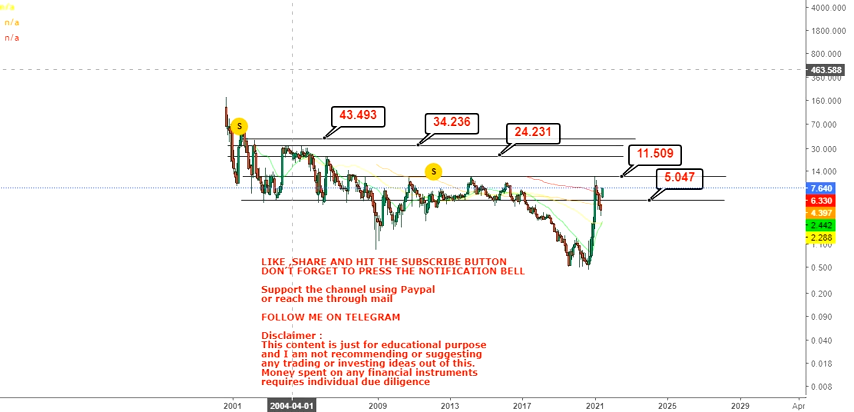 n/a
n/a
n/a
4000.000
1800.000
800.000
463.588
360.000
160.000
70.000
30.000
14.000
7.640
6.330
4.397
2.442
2.288
1.100
0.500
0.200
0.090
0.040
0.018
0.008
S
S
43.493
34.236
24.231
11.509
5.047
LIKE ,SHARE AND HIT THE SUBSCRIBE BUTTON
DON'T FORGET TO PRESS THE NOTIFICATION BELL
Support the channel using Paypal
or reach me through mail
FOLLOW ME ON TELEGRAM
Disclaimer :
This content is just for educational purpose
and I am not recommending or suggesting
any trading or investing ideas out of this.
Money spent on any financial instruments
requires individual due diligence
2001 2004-04-01 2009 2013 2017 2021 2025 2029 Apr